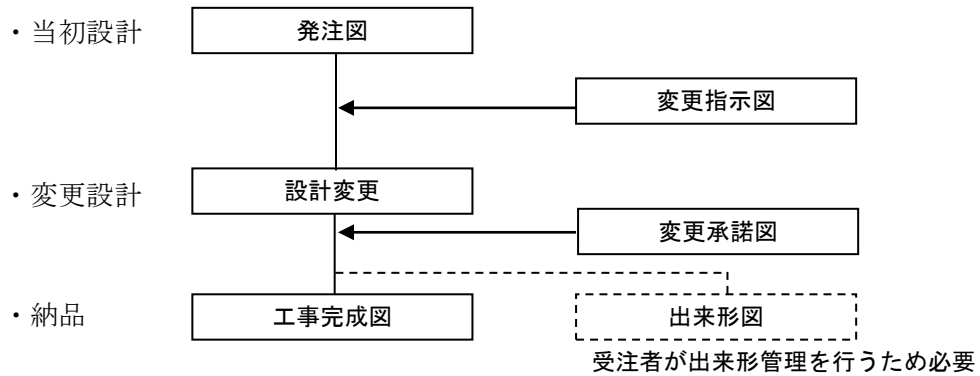 ・当初設計
発注図
変更指示図
・変更設計
設計変更
変更承諾図
・納品
工事完成図
出来形図
受注者が出来形管理を行うため必要